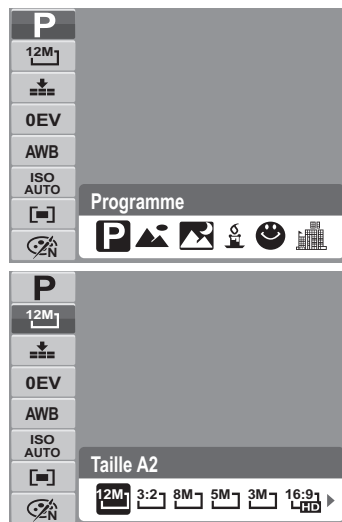 P
12M
0EV
AWB
ISO
AUTO
N
Programme
P
P
12M
0EV
AWB
ISO
AUTO
N
Taille A2
12M 3:2 8M 5M 3M 16:9 HD